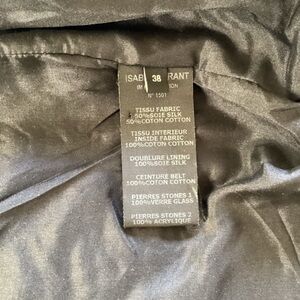 ISAB 38 RANT
N° 1501
TISSU FABRIC
50%SOIE SILK
50%COTON COTTON
TISSU INTERIEUR
INSIDE FABRIC
100%COTON COTTON
DOUBLURE LINING
100%SOIE SILK
CEINTURE BELT
100%COTON COTTON
PIERRES STONES 1
100%VERRE GLASS
PIERRES STONES 2
100% ACRYLIQUE